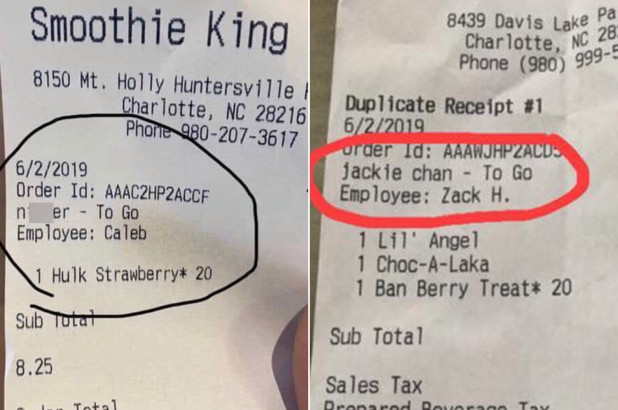 Smoothie King
8150 Mt. Holly Huntersville
Charlotte, NC 28216
Phone 980-207-3617
6/2/2019
Order Id: AAAC2HP2ACCF
n er - To Go
Employee: Caleb
1 Hulk Strawberry* 20
Sub Total
8.25
Total
8439 Davis Lake Pa
Charlotte, NC 28
Phone (980) 999-5
Duplicate Receipt #1
6/2/2019
Order Id: AAAWJHP2ACD5
jackie chan - To Go
Employee: Zack H.
1 Lil' Angel
1 Choc-A-Laka
1 Ban Berry Treat* 20
Sub Total
Sales Tax
Prepared Beverage Tax